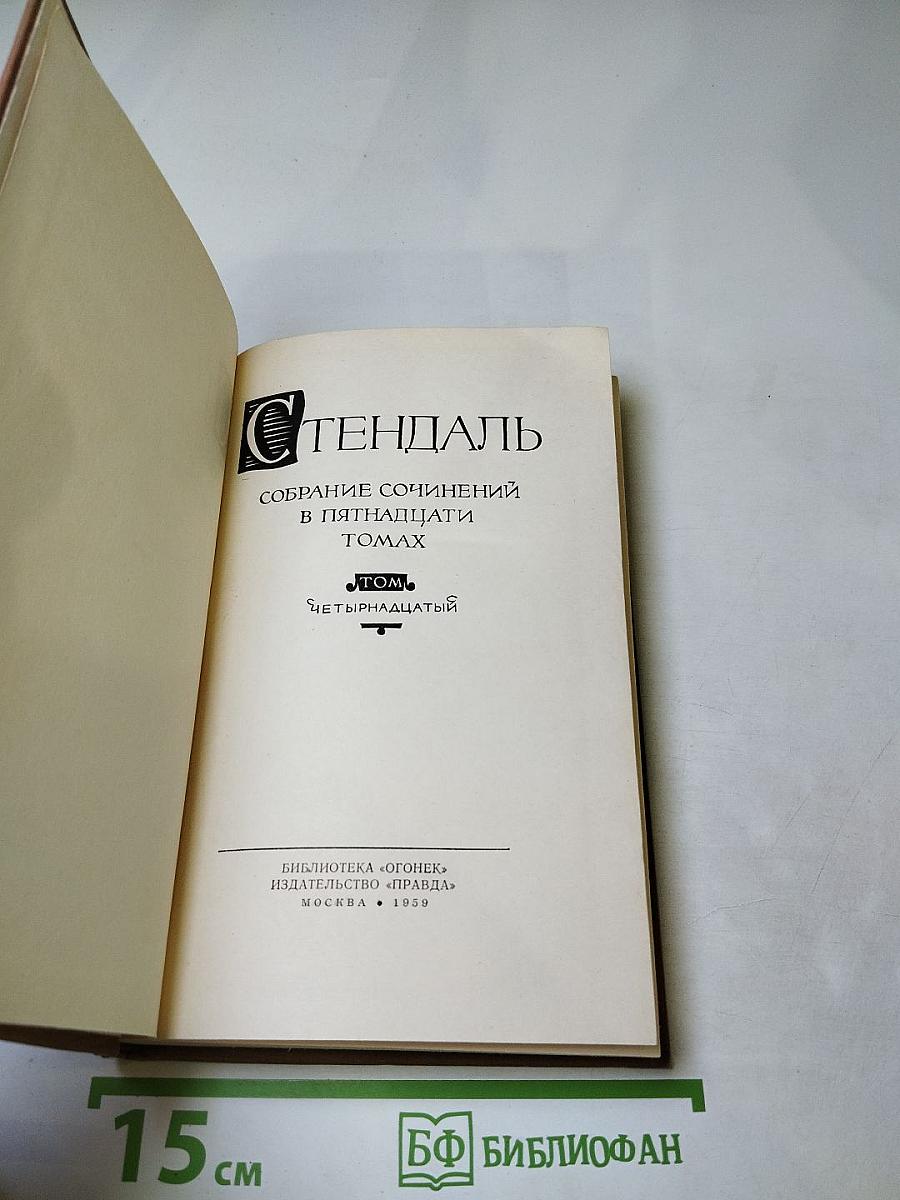 СТЕНДАЛЬ
СОБРАНИЕ СОЧИНЕНИЙ
В ПЯТНАДЦАТИ
ТОМАХ
ТОМ
ЧЕТЫРНАДЦАТЫЙ
БИБЛИОТЕКА «ОГОНЕК»
ИЗДАТЕЛЬСТВО «ПРАВДА»
МОСКВА • 1959
15 см
БФ БИБЛИОФАН